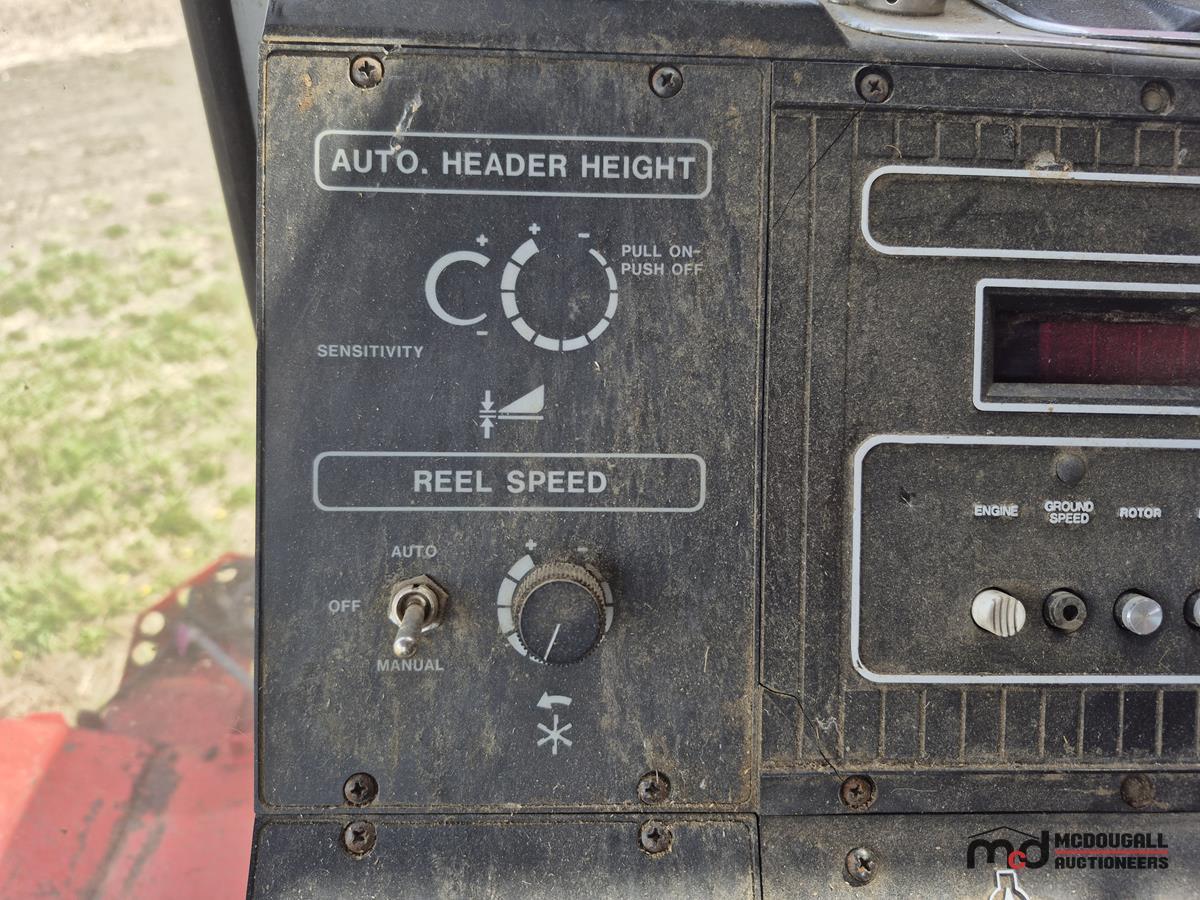 AUTO. HEADER HEIGHT
+ + -
PULL ON-
PUSH OFF
-
SENSITIVITY
REEL SPEED
AUTO
+ -
OFF
MANUAL
ENGINE
GROUND
SPEED
ROTOR
mcd MCDOUGALL
AUCTIONEERS